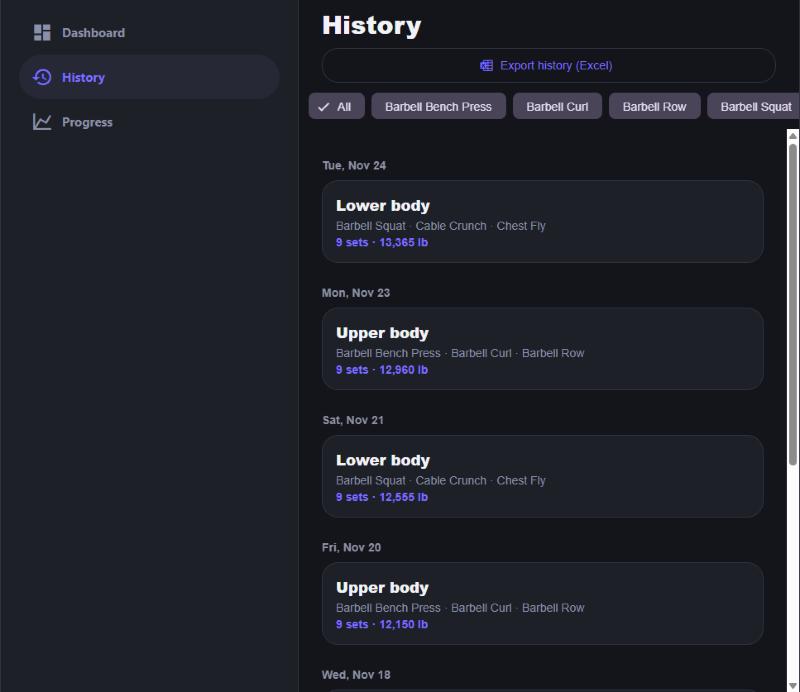 Dashboard
History
Progress
History
Export history (Excel)
All
Barbell Bench Press
Barbell Curl
Barbell Row
Barbell Squat
Tue, Nov 24
Lower body
Barbell Squat · Cable Crunch · Chest Fly
9 sets · 13,365 lb
Mon, Nov 23
Upper body
Barbell Bench Press · Barbell Curl · Barbell Row
9 sets · 12,960 lb
Sat, Nov 21
Lower body
Barbell Squat · Cable Crunch · Chest Fly
9 sets · 12,555 lb
Fri, Nov 20
Upper body
Barbell Bench Press · Barbell Curl · Barbell Row
9 sets · 12,150 lb
Wed, Nov 18